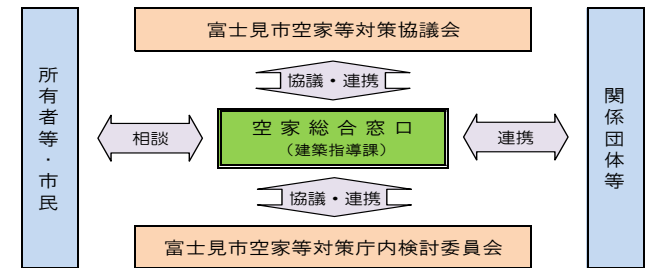 富士見市空家等対策協議会
協議・連携
所有者等・市民
相談
空家総合窓口
（建築指導課）
連携
関係団体等
協議・連携
富士見市空家等対策庁内検討委員会